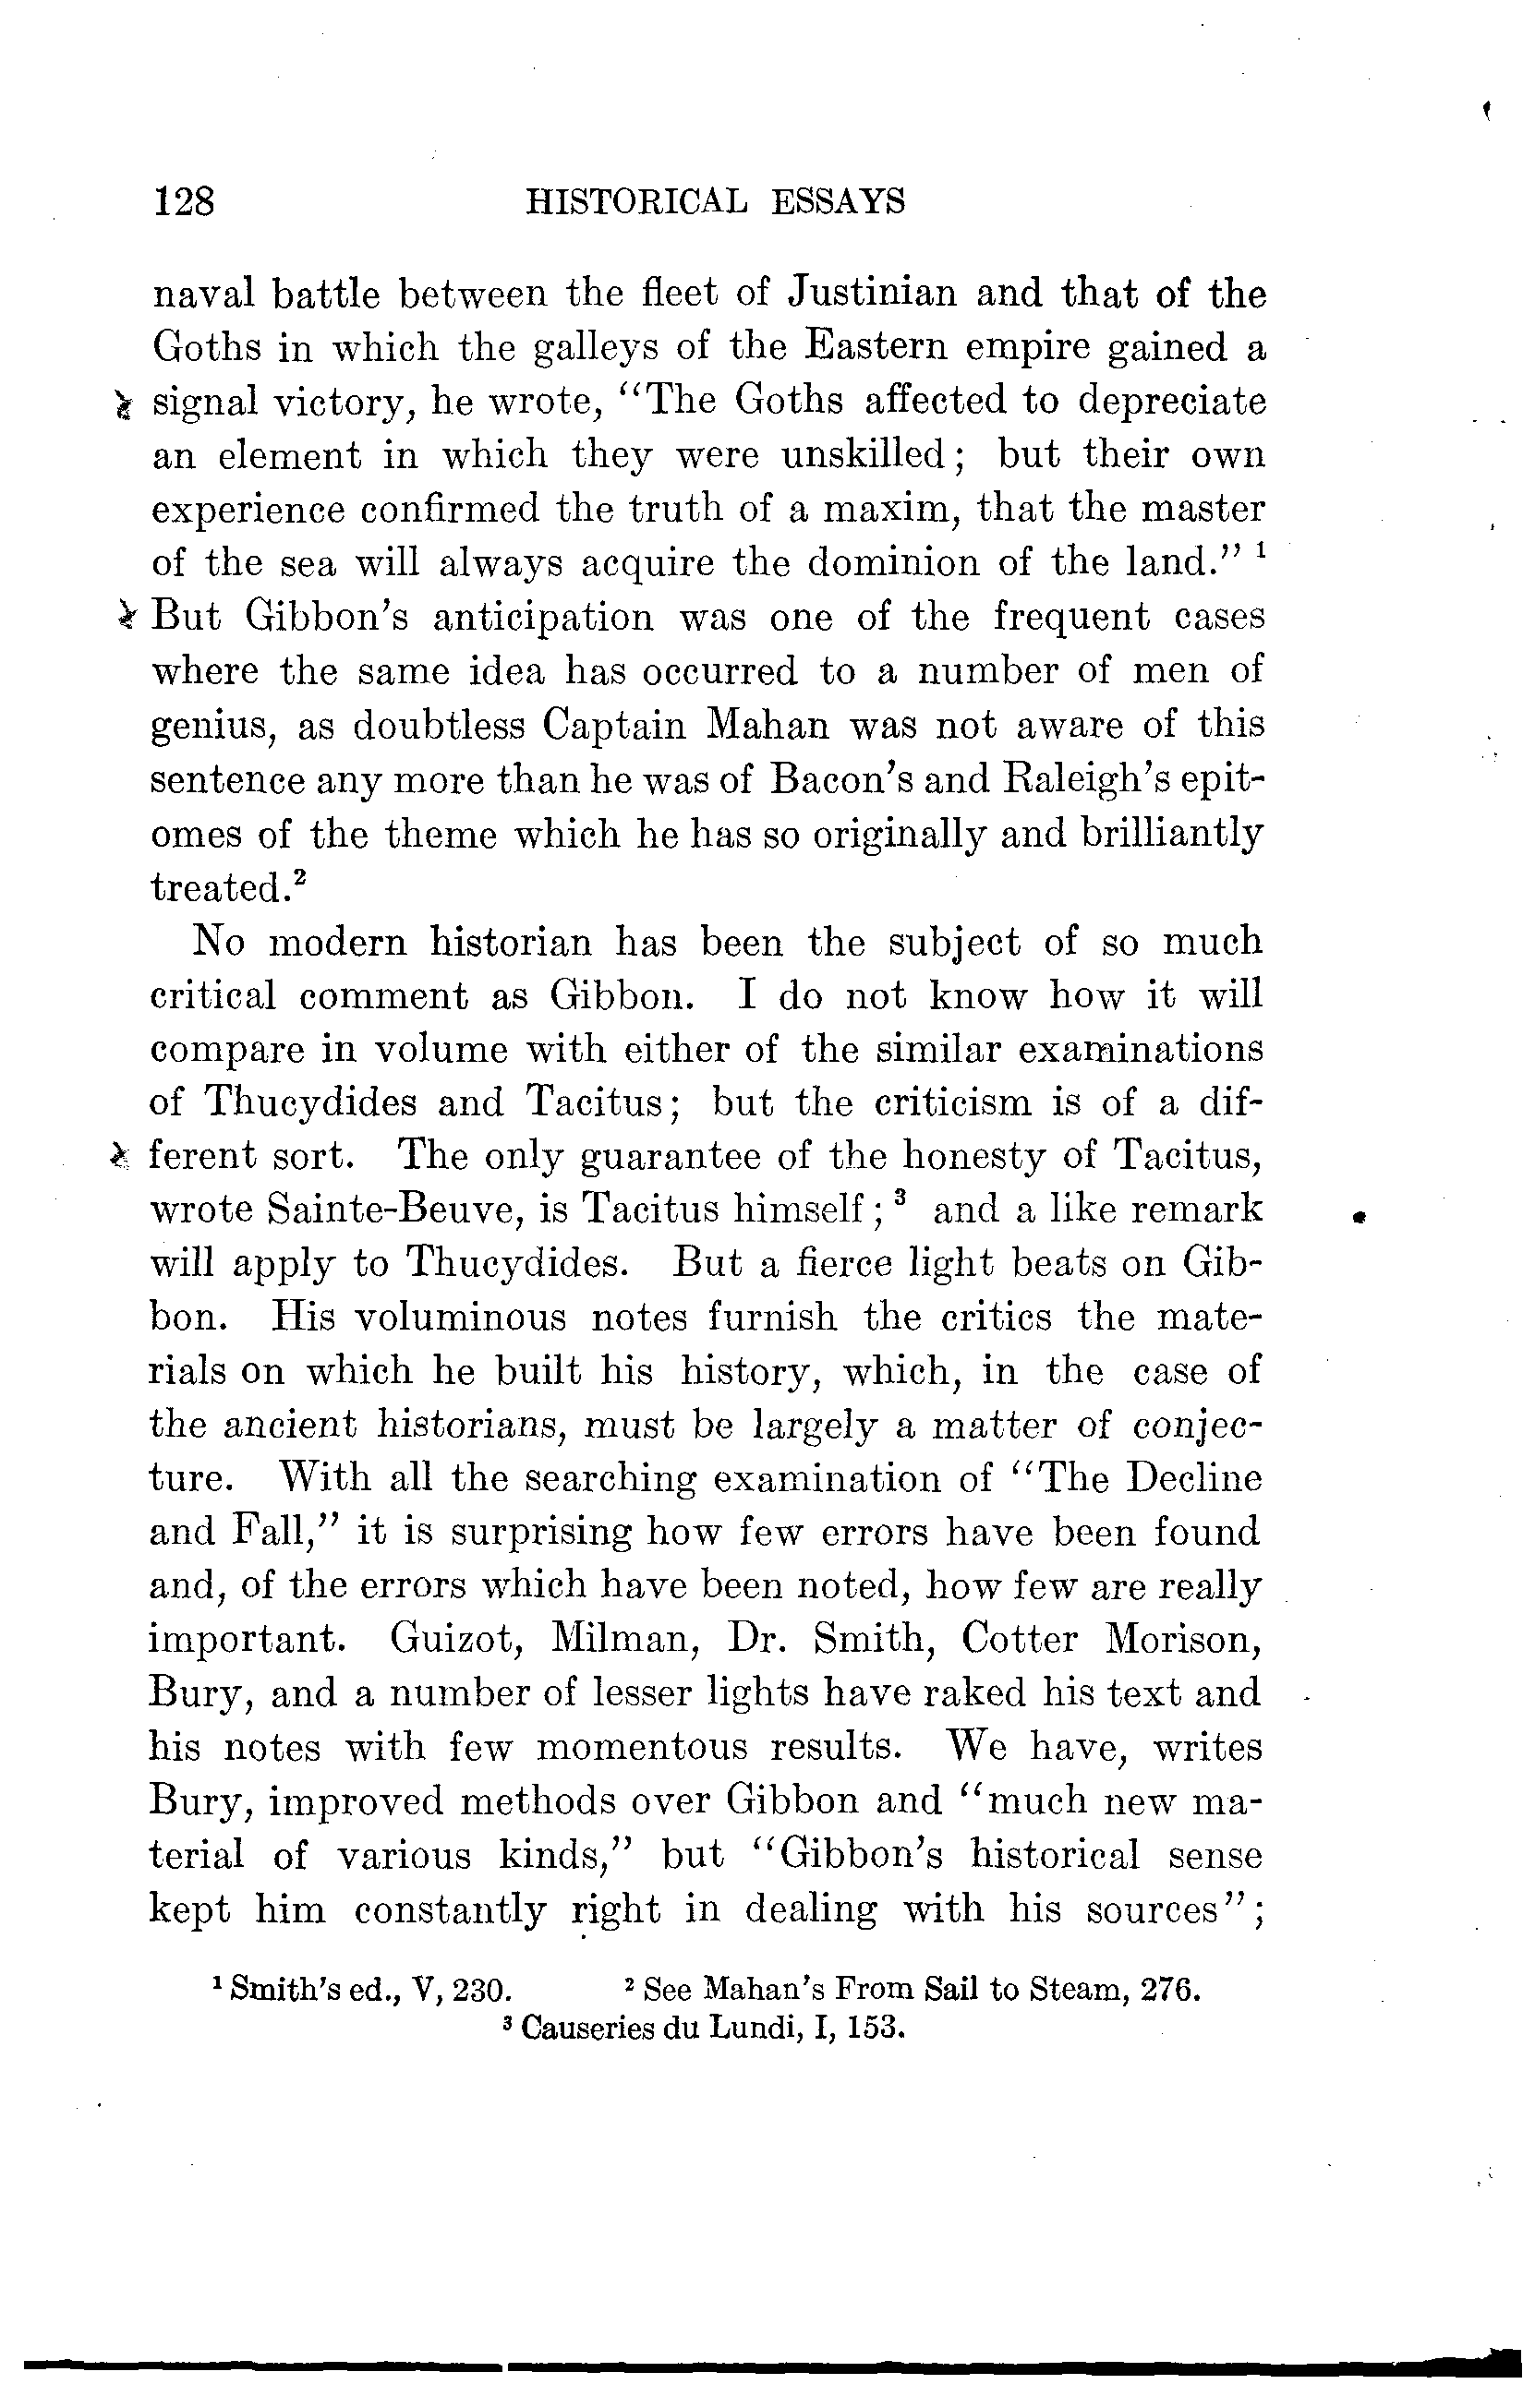 128 HISTORICAL ESSAYS
naval battle between the fleet of Justinian and that of the
Goths in which the galleys of the Eastern empire gained a
signal victory, he wrote, "The Goths affected to depreciate
an element in which they were unskilled; but their own
experience confirmed the truth of a maxim, that the master
of the sea will always acquire the dominion of the land." 1
But Gibbon's anticipation was one of the frequent cases
where the same idea has occurred to a number of men of
genius, as doubtless Captain Mahan was not aware of this
sentence any more than he was of Bacon's and Raleigh's epit-
omes of the theme which he has so originally and brilliantly
treated.2
No modern historian has been the subject of so much
critical comment as Gibbon. I do not know how it will
compare in volume with either of the similar examinations
of Thucydides and Tacitus; but the criticism is of a dif-
ferent sort. The only guarantee of the honesty of Tacitus,
wrote Sainte-Beuve, is Tacitus himself; 3 and a like remark
will apply to Thucydides. But a fierce light beats on Gib-
bon. His voluminous notes furnish the critics the mate-
rials on which he built his history, which, in the case of
the ancient historians, must be largely a matter of conjec-
ture. With all the searching examination of "The Decline
and Fall," it is surprising how few errors have been found
and, of the errors which have been noted, how few are really
important. Guizot, Milman, Dr. Smith, Cotter Morison,
Bury, and a number of lesser lights have raked his text and
his notes with few momentous results. We have, writes
Bury, improved methods over Gibbon and "much new ma-
terial of various kinds," but "Gibbon's historical sense
kept him constantly right in dealing with his sources";
1 Smith's ed., V, 230. 2 See Mahan's From Sail to Steam, 276.
3 Causeries du Lundi, I, 153.